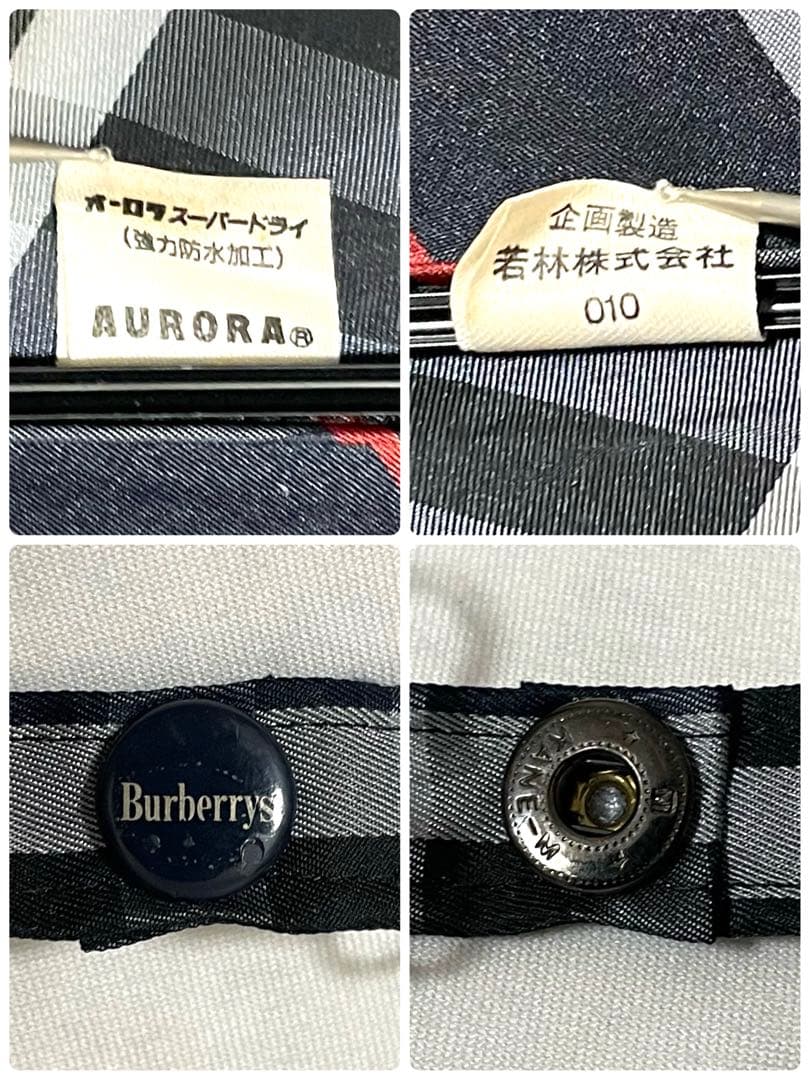 オーロラスーパードライ
(強力防水加工)
AURORA®
企画製造
若林株式会社
010
Burberrys